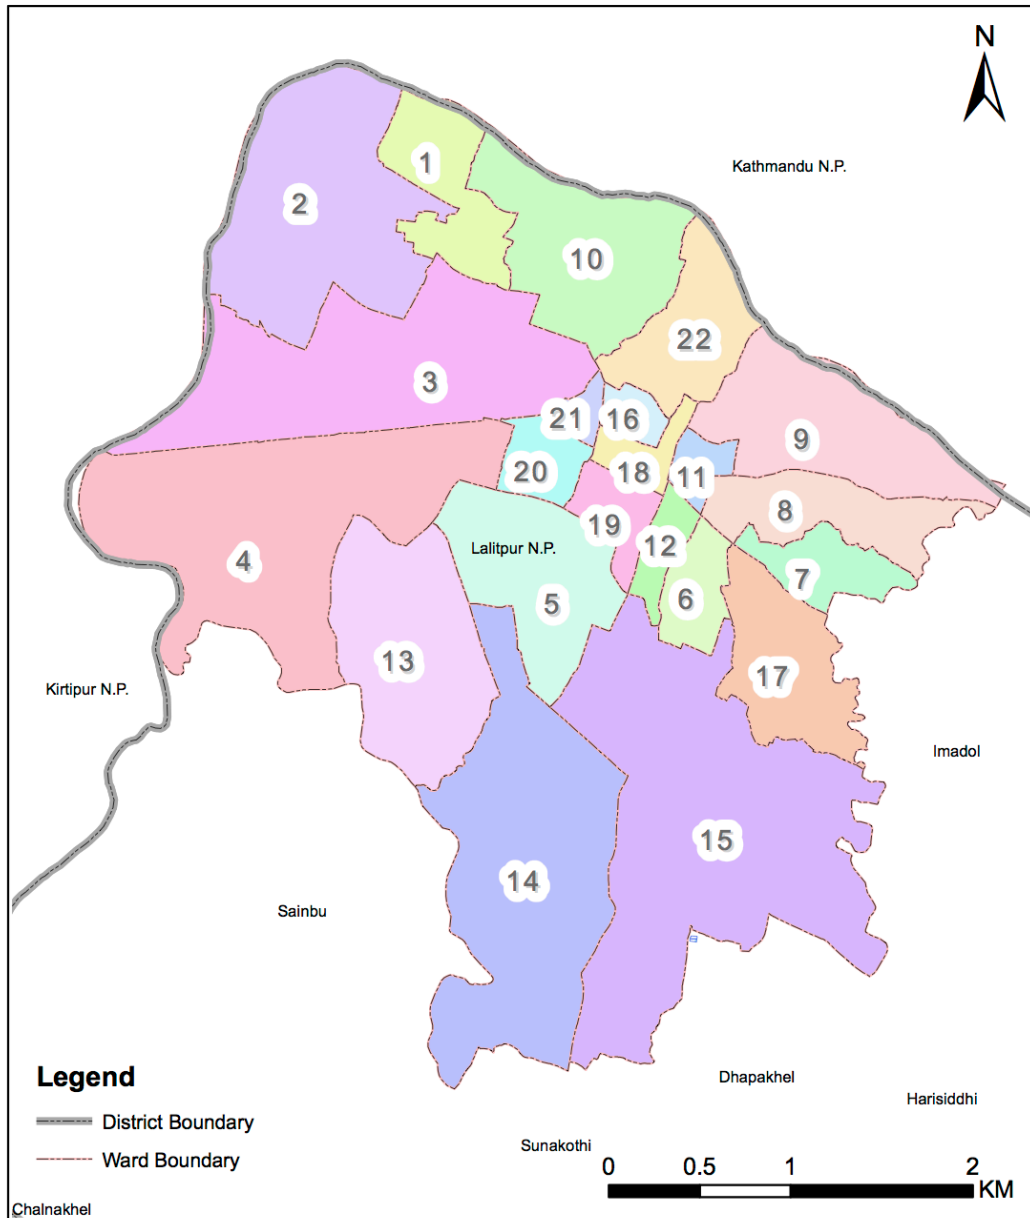 N
Kathmandu N.P.
1
2
10
22
3
21
16
9
20
18
11
8
19
12
Lalitpur N.P.
4
7
5
6
13
17
Kirtipur N.P.
Imadol
15
14
Sainbu
Legend
District Boundary
Ward Boundary
Dhapakhel
Harisiddhi
Sunakothi
0 0.5 1 2
KM
Chalnakhel